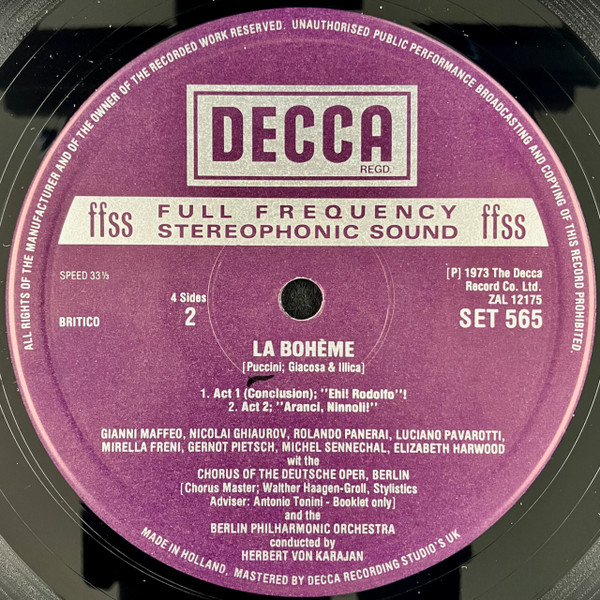 ALL RIGHTS OF THE MANUFACTURER AND OF THE OWNER OF THE RECORDED WORK RESERVED. UNAUTHORISED PUBLIC PERFORMANCE BROADCASTING AND COPYING OF THIS RECORD PROHIBITED.
DECCA
REGD.
ffss FULL FREQUENCY ffss
STEREOPHONIC SOUND
SPEED 33⅓
[P] 1973 The Decca
Record Co. Ltd.
ZAL 12175
4 Sides
2
BRITICO
SET 565
LA BOHÈME
[Puccini; Giacosa & Illica]
1. Act 1 (Conclusion); "Ehi! Rodolfo"!
2. Act 2; "Aranci, Ninnoli!"
GIANNI MAFFEO, NICOLAI GHIAUROV, ROLANDO PANERAI, LUCIANO PAVAROTTI,
MIRELLA FRENI, GERNOT PIETSCH, MICHEL SENNECHAL, ELIZABETH HARWOOD
wit the
CHORUS OF THE DEUTSCHE OPER, BERLIN
[Chorus Master; Walther Haagen-Groll, Stylistics
Adviser: Antonio Tonini - Booklet only]
and the
BERLIN PHILHARMONIC ORCHESTRA
conducted by
HERBERT VON KARAJAN
MADE IN HOLLAND. MASTERED BY DECCA RECORDING STUDIO'S UK